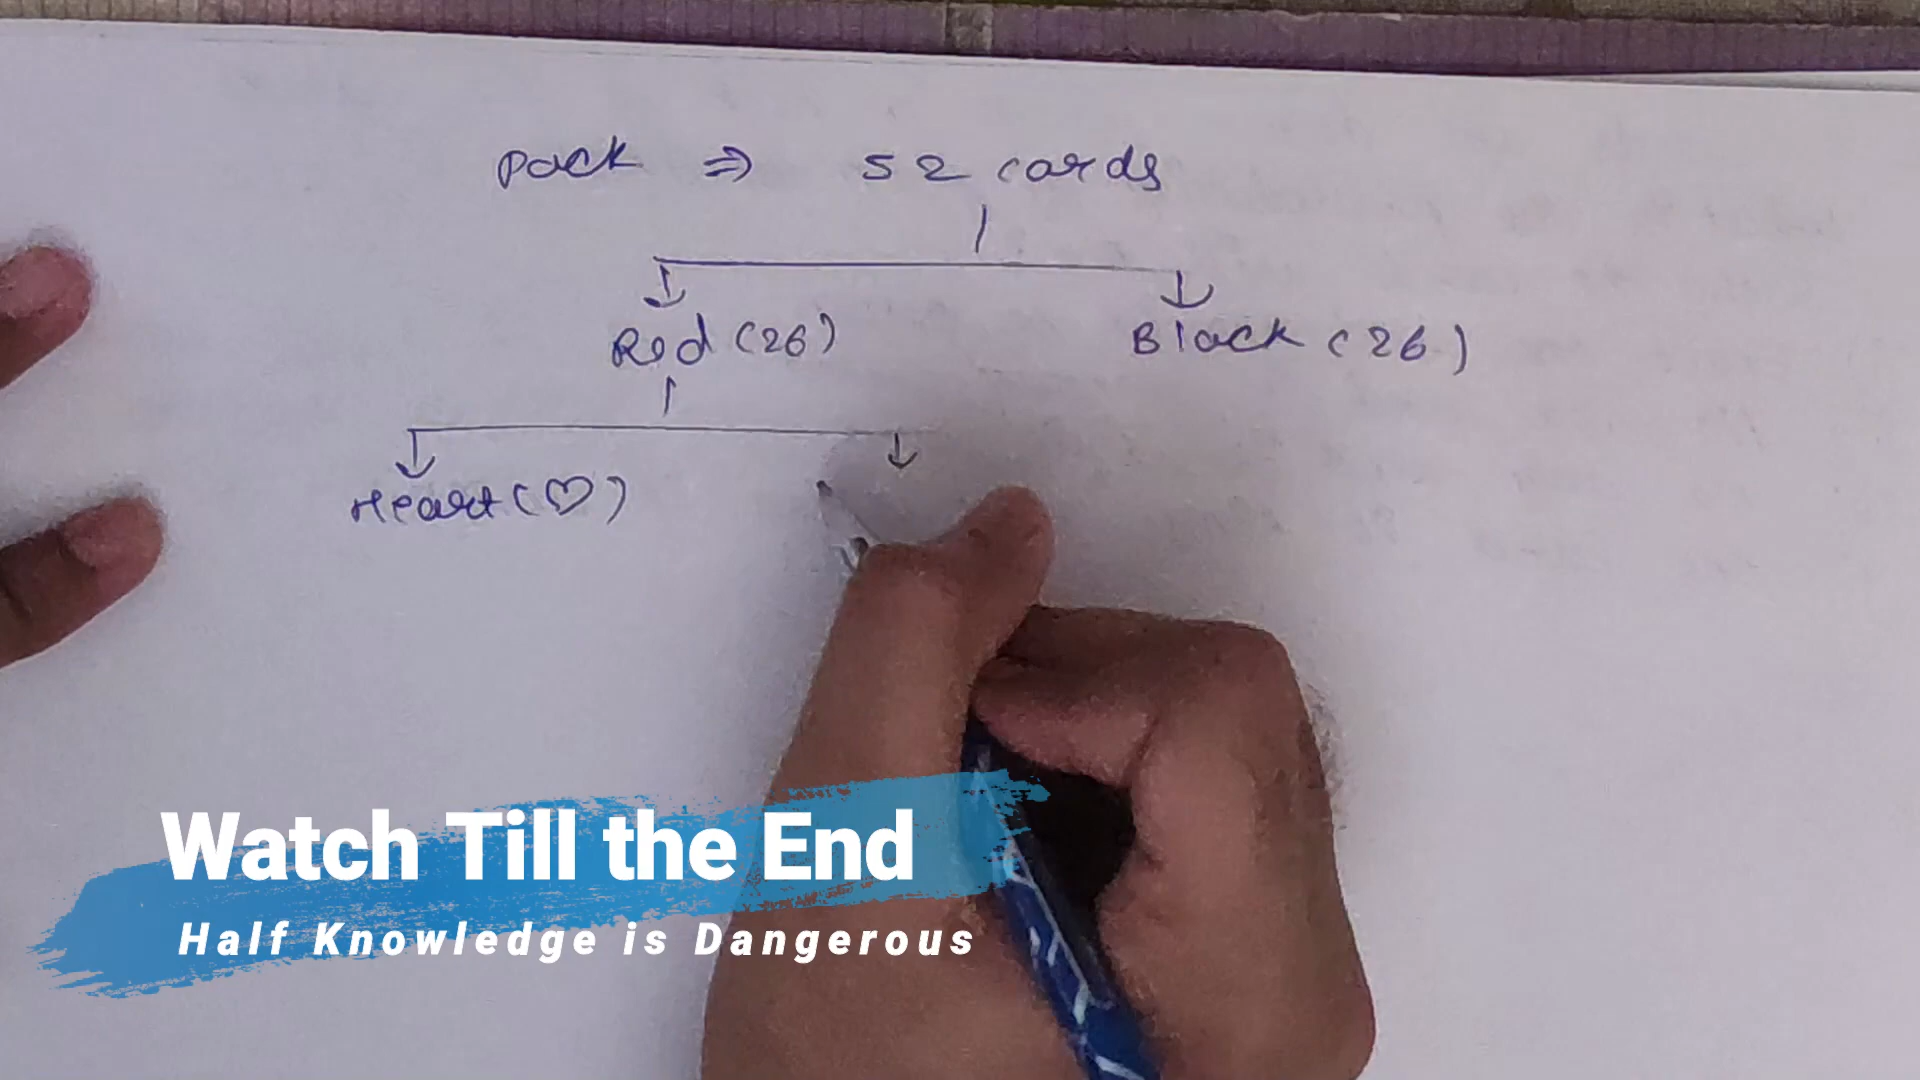 Pack ⇒ 52 cards
Red (26) Black (26)
Heart (♡)
Watch Till the End
Half Knowledge is Dangerous